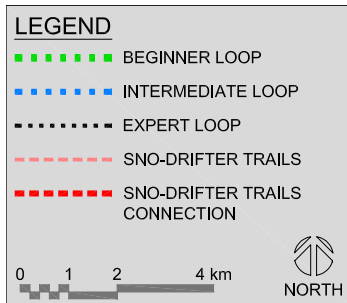 LEGEND
BEGINNER LOOP
INTERMEDIATE LOOP
EXPERT LOOP
SNO-DRIFTER TRAILS
SNO-DRIFTER TRAILS
CONNECTION
0 1 2 4 km
NORTH